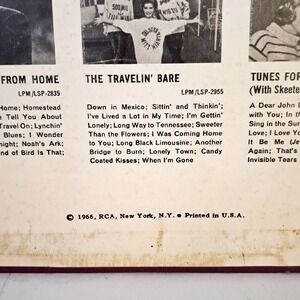 FROM HOME
LPM/LSP-2835
Home; Homestead
Tell You About
Travel On; Lynchin'
Blues; I Wonder
night; Noah's Ark;
nd of Bird is That;
THE TRAVELIN' BARE
LPM/LSP-2955
Down in Mexico; Sittin' and Thinkin';
I've Lived a Lot in My Time; I'm Gettin'
Lonely; Long Way to Tennessee; Sweeter
Than the Flowers; I Was Coming Home
to You; Long Black Limousine; Another
Bridge to Burn; Lonely Town; Candy
Coated Kisses; When I'm Gone
TUNES FOR
(With Skeete
A Dear John L
with You; In th
Sing in the Sun
Love; I Love Yo
It Be Me (Je
Again; That's
Invisible Tears
© 1966, RCA, New York, N.Y. • Printed in U.S.A.